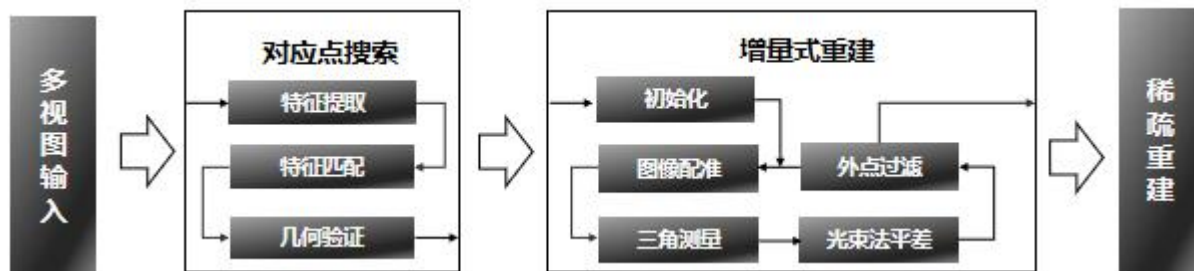 多视图输入
对应点搜索
特征提取
特征匹配
几何验证
增量式重建
初始化
图像配准
外点过滤
三角测量
光束法平差
稀疏重建